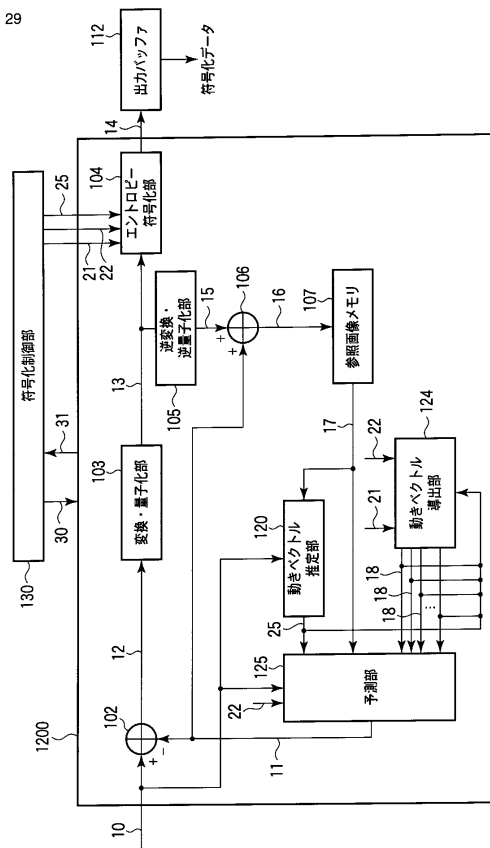 29
130
符号化制御部
30
31
21
22
25
1200
10
102
+
-
12
103
変換・量子化部
13
104
エントロピー
符号化部
14
112
出力バッファ
符号化データ
105
逆変換・
逆量子化部
15
+
+
106
16
107
参照画像メモリ
17
120
動きベクトル
推定部
25
21
22
124
動きベクトル
導出部
18
18
18
…
125
予測部
22
11